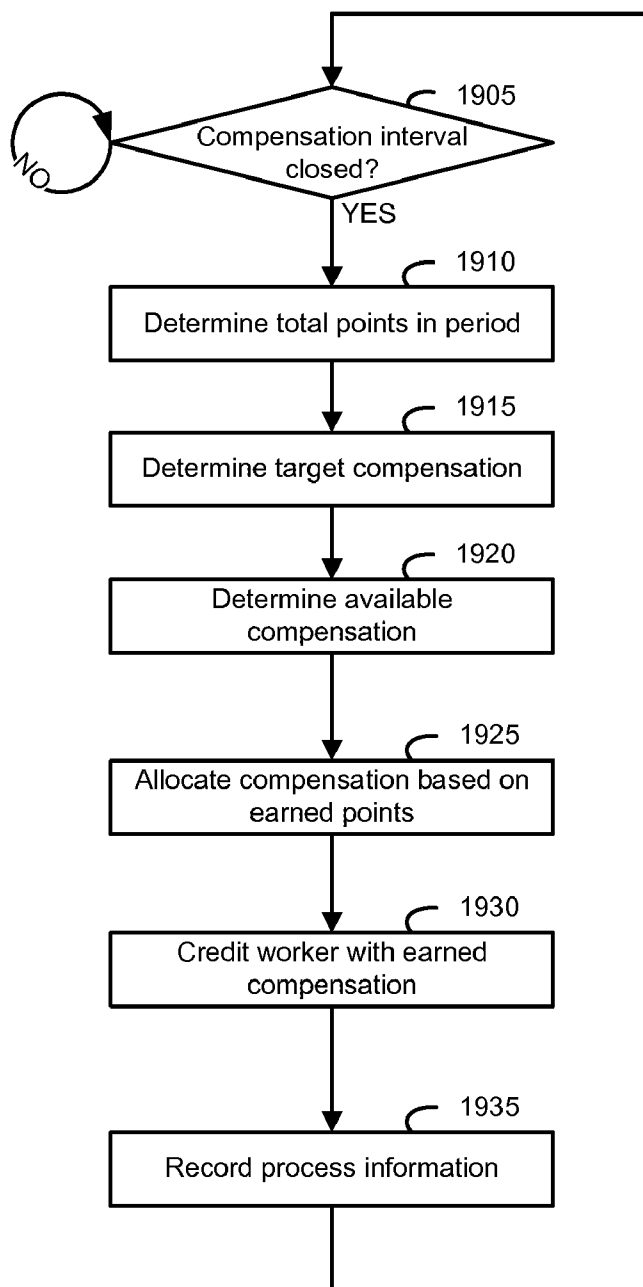 1905
Compensation interval
closed?
NO
YES
1910
Determine total points in period
1915
Determine target compensation
1920
Determine available
compensation
1925
Allocate compensation based on
earned points
1930
Credit worker with earned
compensation
1935
Record process information